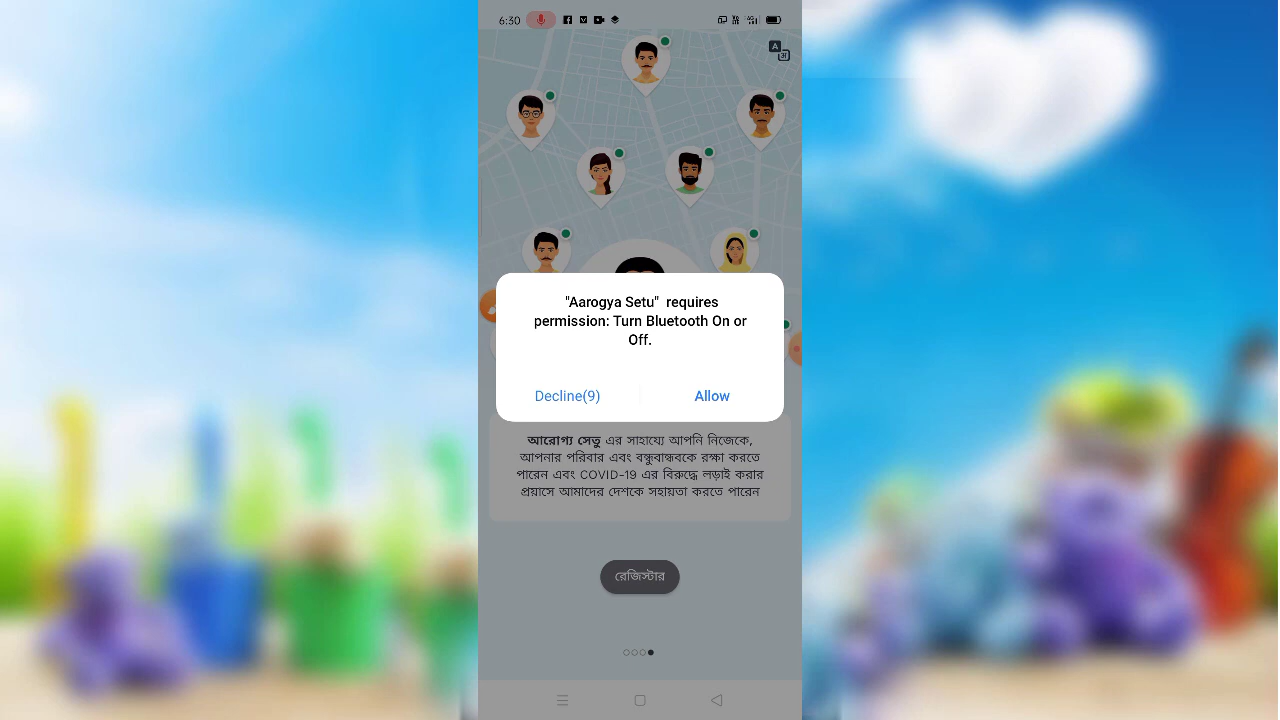 6:30
"Aarogya Setu" requires
permission: Turn Bluetooth On or
Off.
Decline(9)
Allow
আরোগ্য সেতু এর সাহায্যে আপনি নিজেকে,
আপনার পরিবার এবং বন্ধুবান্ধবকে রক্ষা করতে
পারেন এবং COVID-19 এর বিরুদ্ধে লড়াই করার
প্রয়াসে আমাদের দেশকে সহায়তা করতে পারেন
রেজিস্টার